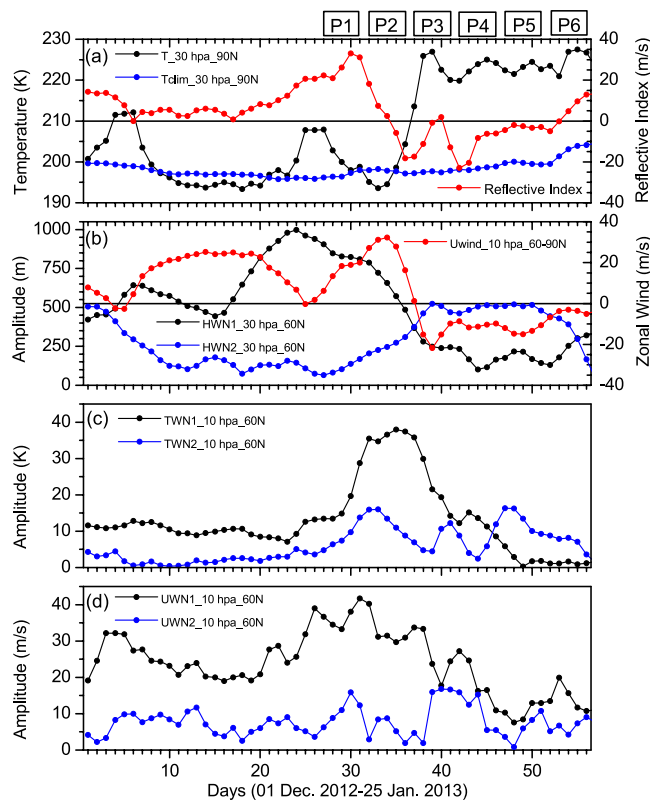 P1 P2 P3 P4 P5 P6
(a)
T_30 hpa_90N
Tclim_30 hpa_90N
Reflective Index
Temperature (K)
230
220
210
200
190
Reflective Index (m/s)
40
20
0
-20
-40
(b)
Uwind_10 hpa_60-90N
HWN1_30 hpa_60N
HWN2_30 hpa_60N
Amplitude (m)
1000
750
500
250
0
Zonal Wind (m/s)
40
20
0
-20
-40
(c)
TWN1_10 hpa_60N
TWN2_10 hpa_60N
Amplitude (K)
40
30
20
10
0
(d)
UWN1_10 hpa_60N
UWN2_10 hpa_60N
Amplitude (m/s)
40
30
20
10
0
10 20 30 40 50
Days (01 Dec. 2012-25 Jan. 2013)